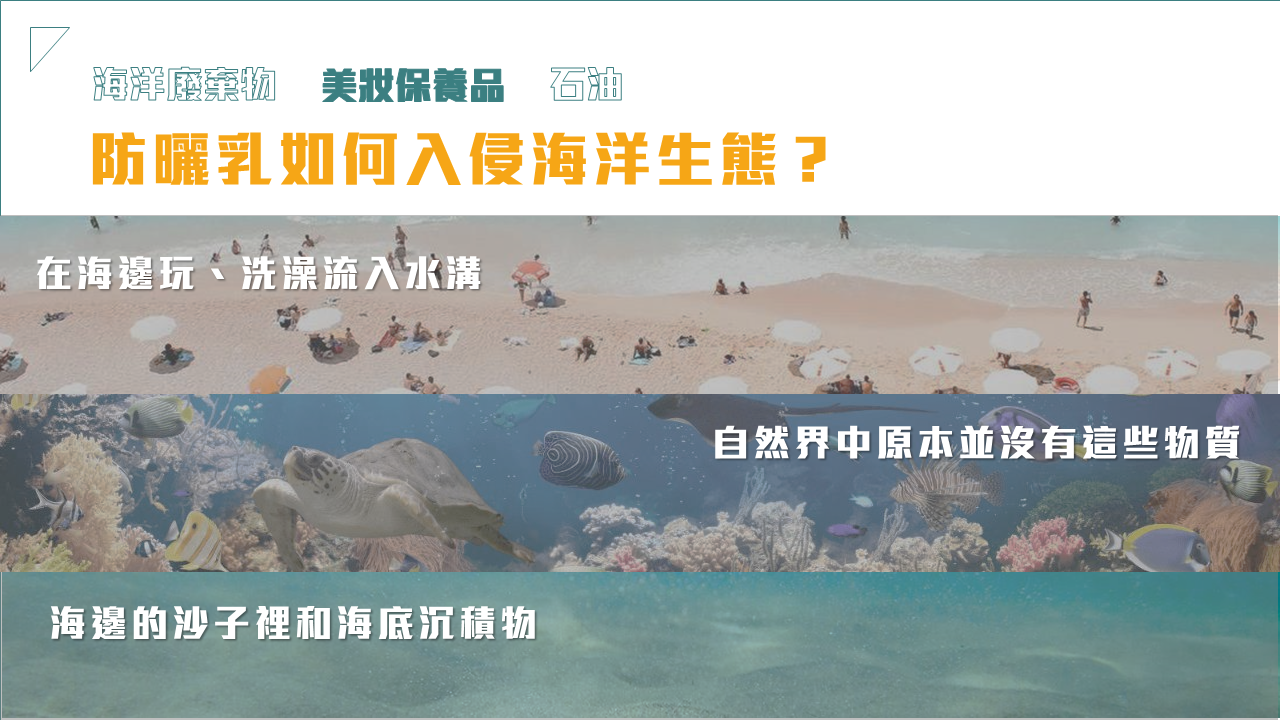 海洋廢棄物 美妝保養品 石油
防曬乳如何入侵海洋生態？
在海邊玩、洗澡流入水溝
自然界中原本並沒有這些物質
海邊的沙子裡和海底沉積物